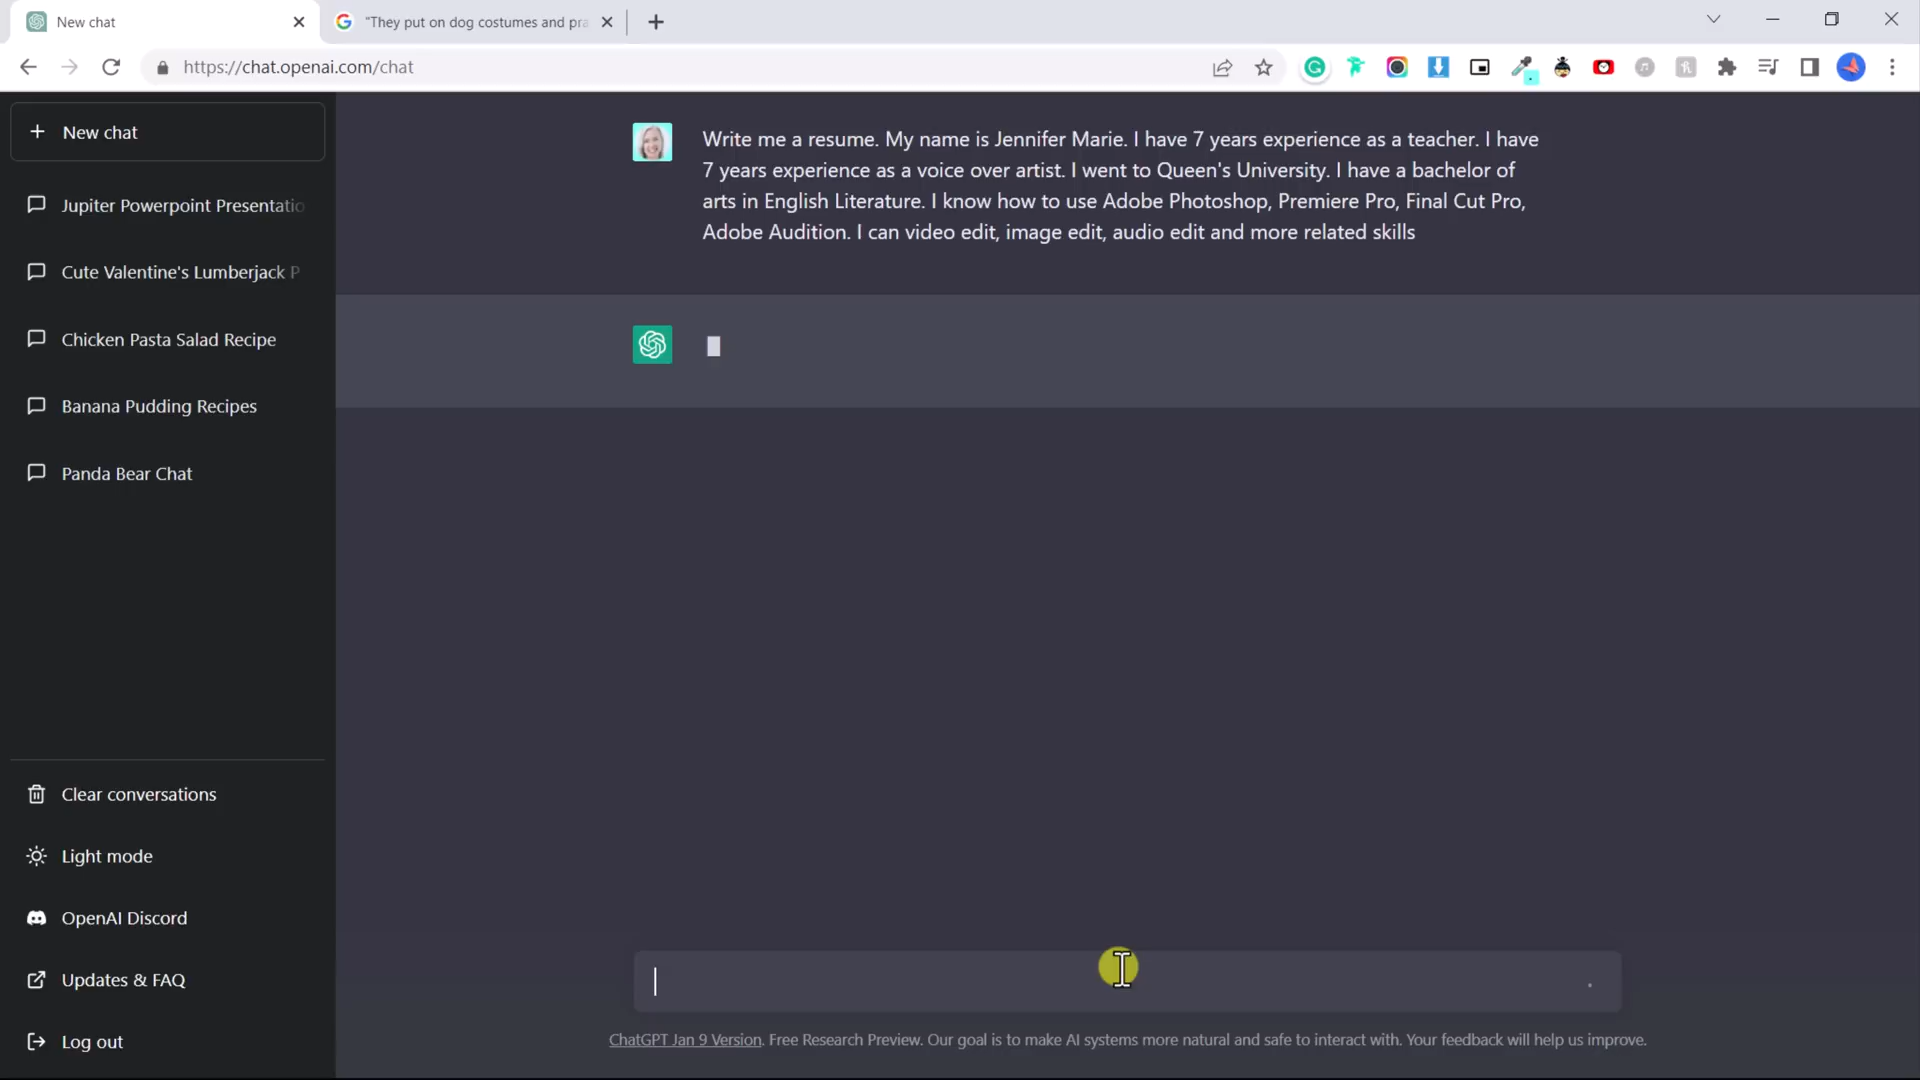 New chat
"They put on dog costumes and pra
https://chat.openai.com/chat
New chat
Jupiter Powerpoint Presentatio
Cute Valentine's Lumberjack P
Chicken Pasta Salad Recipe
Banana Pudding Recipes
Panda Bear Chat
Clear conversations
Light mode
OpenAI Discord
Updates & FAQ
Log out
Write me a resume. My name is Jennifer Marie. I have 7 years experience as a teacher. I have
7 years experience as a voice over artist. I went to Queen's University. I have a bachelor of
arts in English Literature. I know how to use Adobe Photoshop, Premiere Pro, Final Cut Pro,
Adobe Audition. I can video edit, image edit, audio edit and more related skills
ChatGPT Jan 9 Version. Free Research Preview. Our goal is to make AI systems more natural and safe to interact with. Your feedback will help us improve.